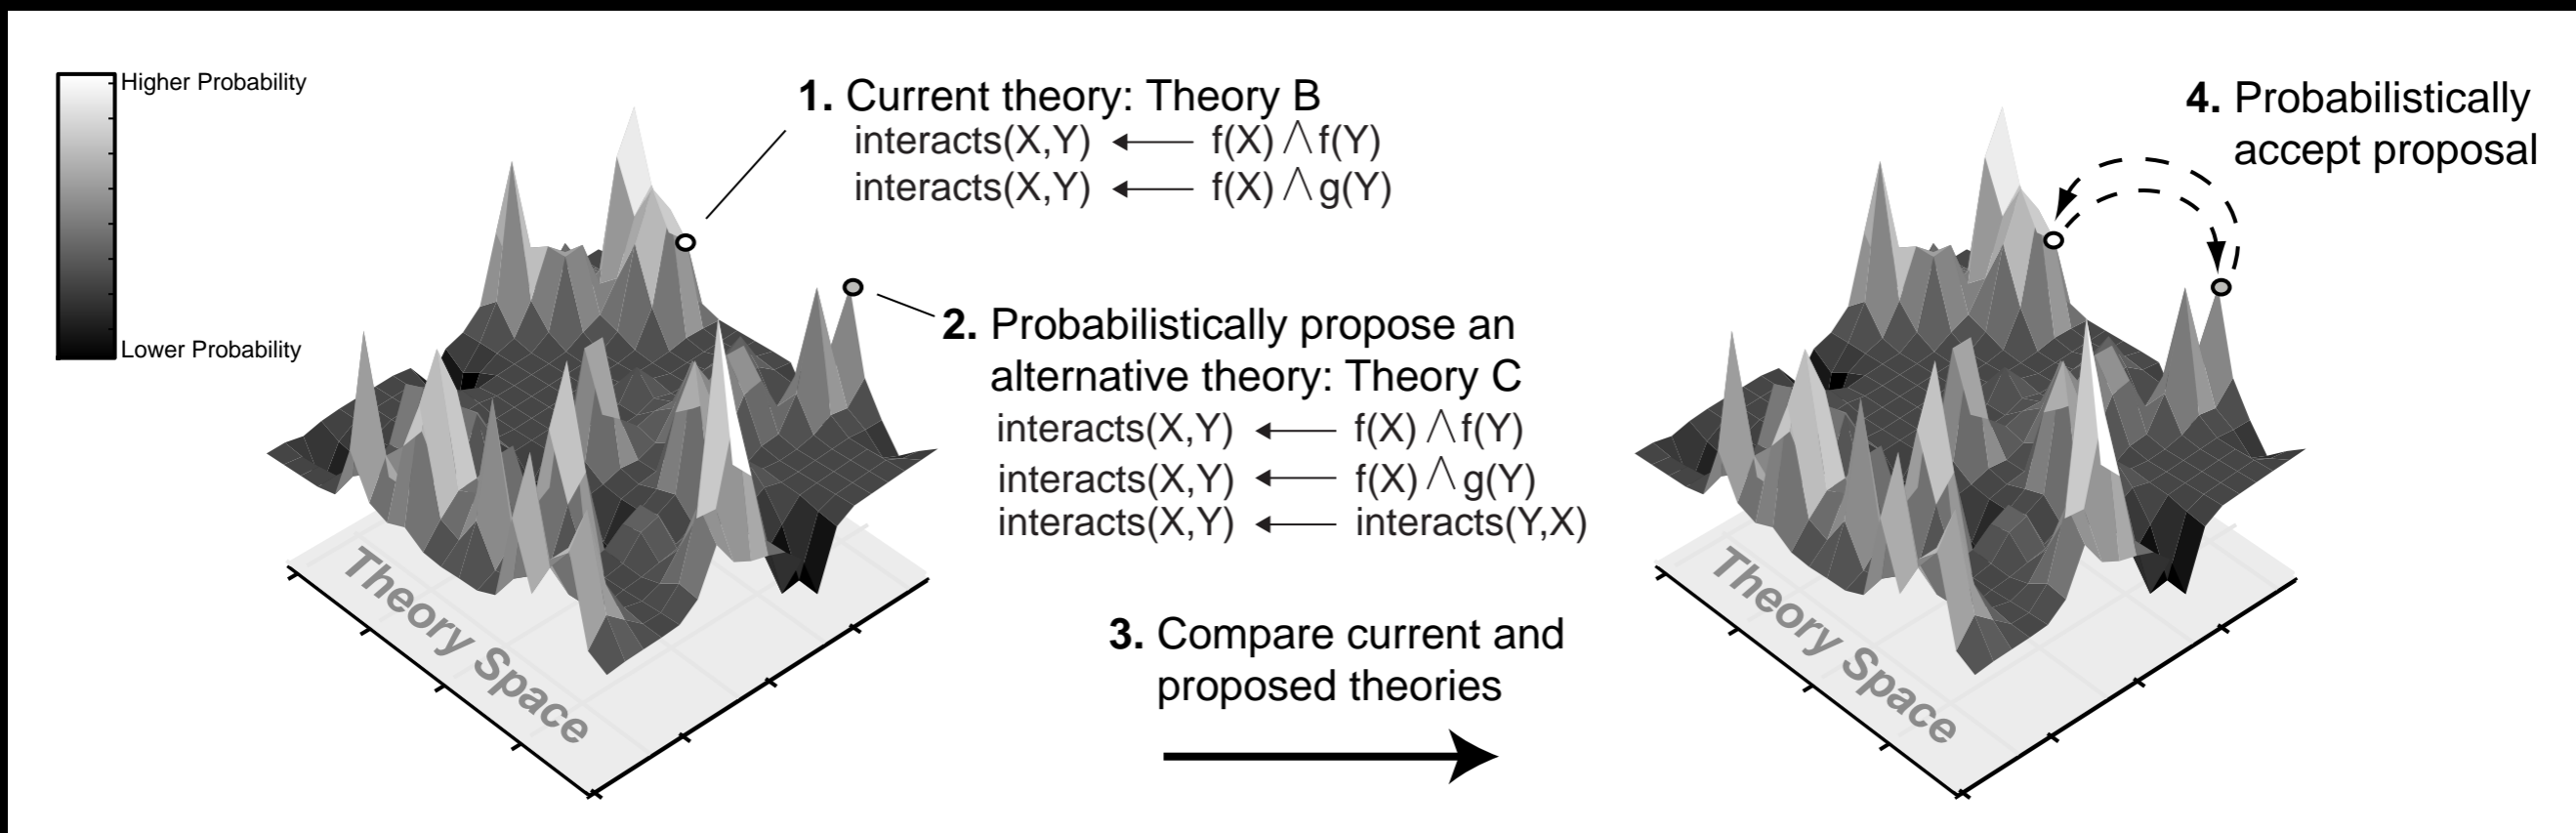 Higher Probability
Lower Probability
1. Current theory: Theory B
interacts(X,Y) ← f(X) ∧ f(Y)
interacts(X,Y) ← f(X) ∧ g(Y)
2. Probabilistically propose an
alternative theory: Theory C
interacts(X,Y) ← f(X) ∧ f(Y)
interacts(X,Y) ← f(X) ∧ g(Y)
interacts(X,Y) ← interacts(Y,X)
Theory Space
3. Compare current and
proposed theories
4. Probabilistically
accept proposal
Theory Space